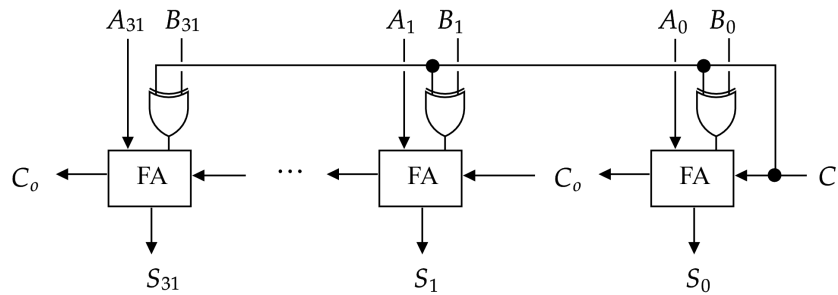 A₃₁ B₃₁ A₁ B₁ A₀ B₀
Cₒ FA ⋯ FA Cₒ FA C
S₃₁ S₁ S₀